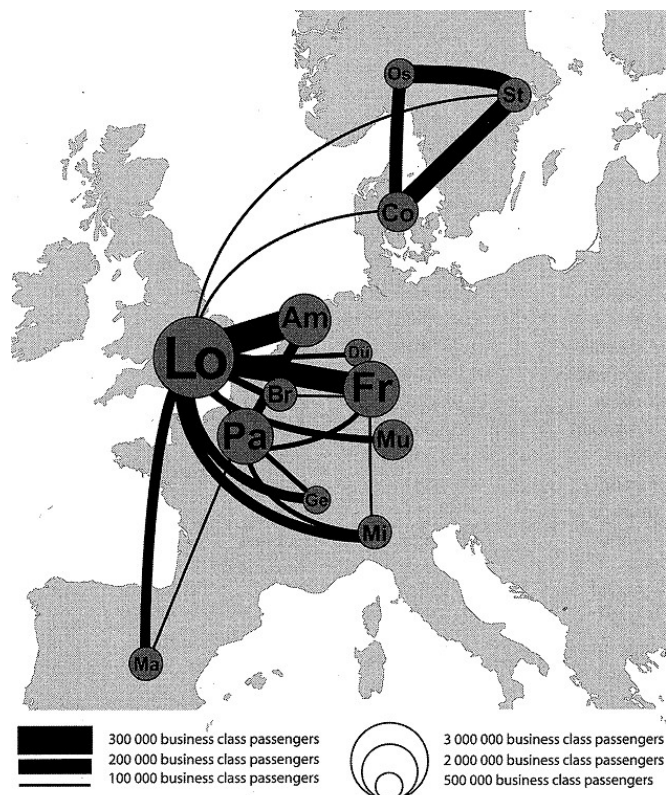 Os
St
Co
Am
Lo
Dü
Br
Fr
Pa
Mu
Ge
Mi
Ma
300 000 business class passengers
200 000 business class passengers
100 000 business class passengers
3 000 000 business class passengers
2 000 000 business class passengers
500 000 business class passengers